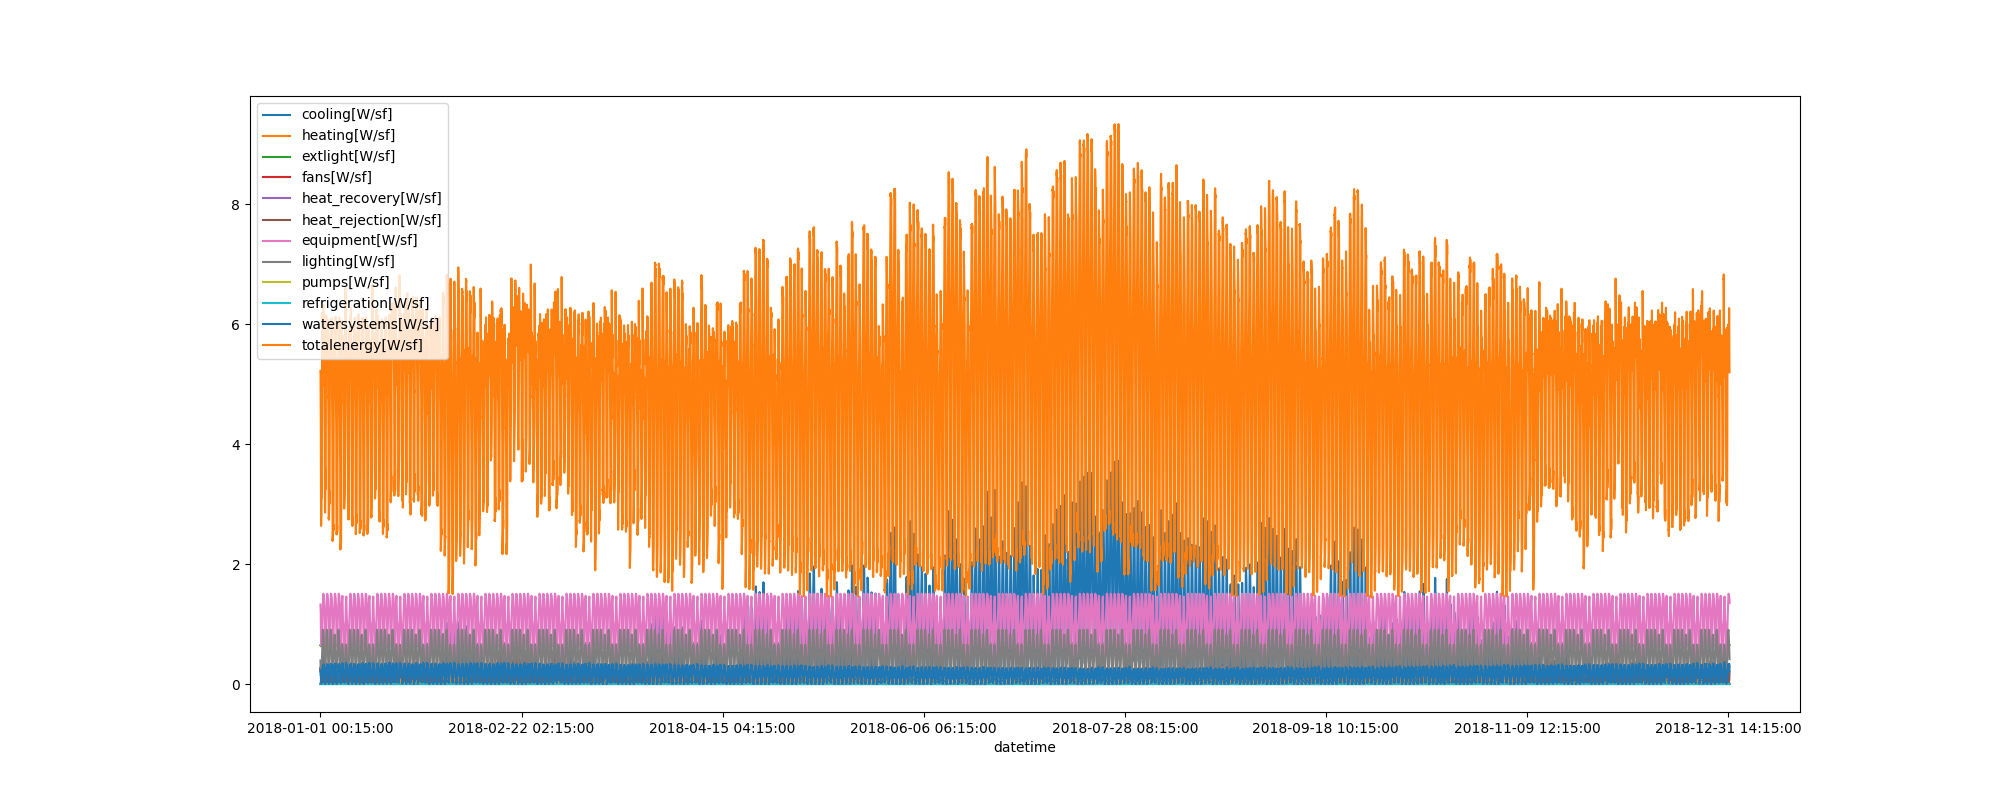 cooling[W/sf]
heating[W/sf]
extlight[W/sf]
fans[W/sf]
heat_recovery[W/sf]
heat_rejection[W/sf]
equipment[W/sf]
lighting[W/sf]
pumps[W/sf]
refrigeration[W/sf]
watersystems[W/sf]
totalenergy[W/sf]
8
6
4
2
0
2018-01-01 00:15:00 2018-02-22 02:15:00 2018-04-15 04:15:00 2018-06-06 06:15:00 2018-07-28 08:15:00 2018-09-18 10:15:00 2018-11-09 12:15:00 2018-12-31 14:15:00
datetime